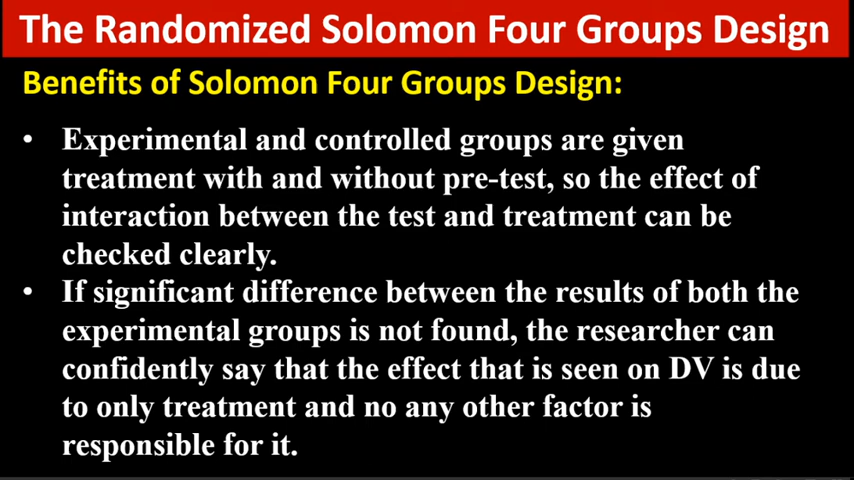 The Randomized Solomon Four Groups Design
Benefits of Solomon Four Groups Design:
• Experimental and controlled groups are given
treatment with and without pre-test, so the effect of
interaction between the test and treatment can be
checked clearly.
• If significant difference between the results of both the
experimental groups is not found, the researcher can
confidently say that the effect that is seen on DV is due
to only treatment and no any other factor is
responsible for it.